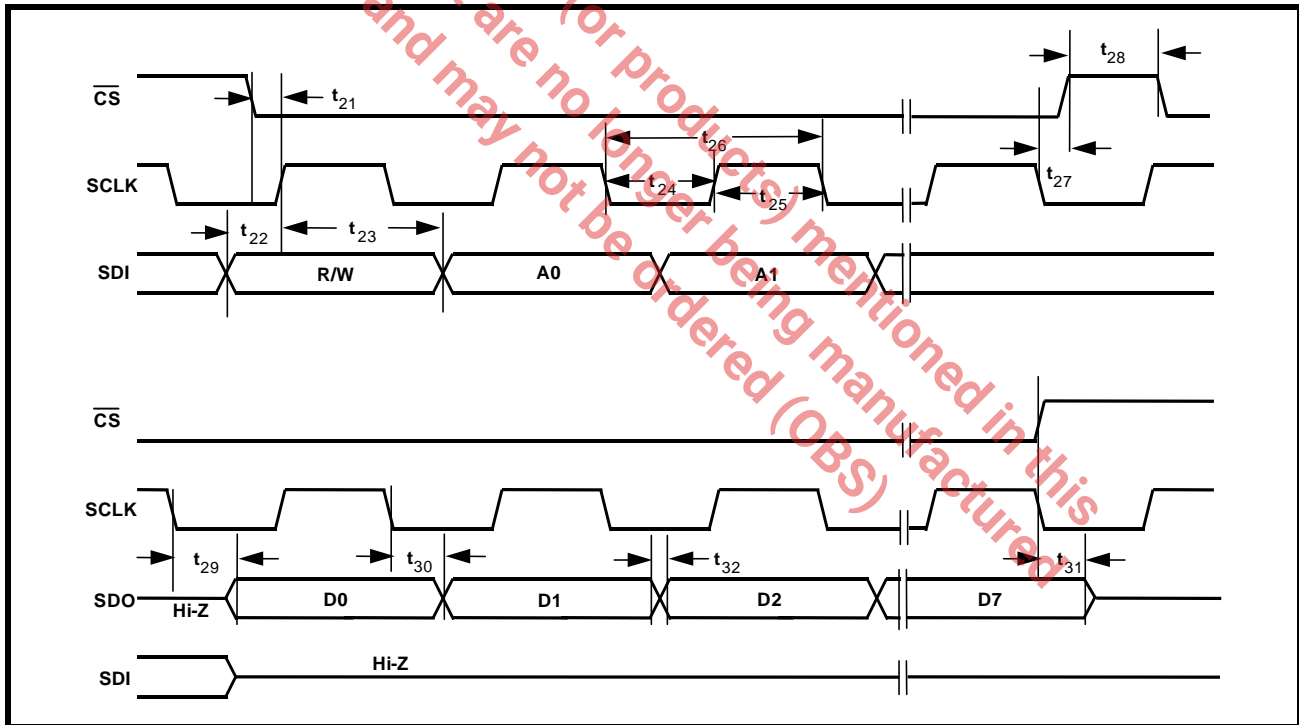 (or products) mentioned in this
are no longer being manufactured
and may not be ordered (OBS)
t28
CS
t21
t26
SCLK
t24
t25
t27
t22
t23
SDI
R/W
A0
A1
CS
SCLK
t29
t30
t32
t31
SDO
Hi-Z
D0
D1
D2
D7
SDI
Hi-Z